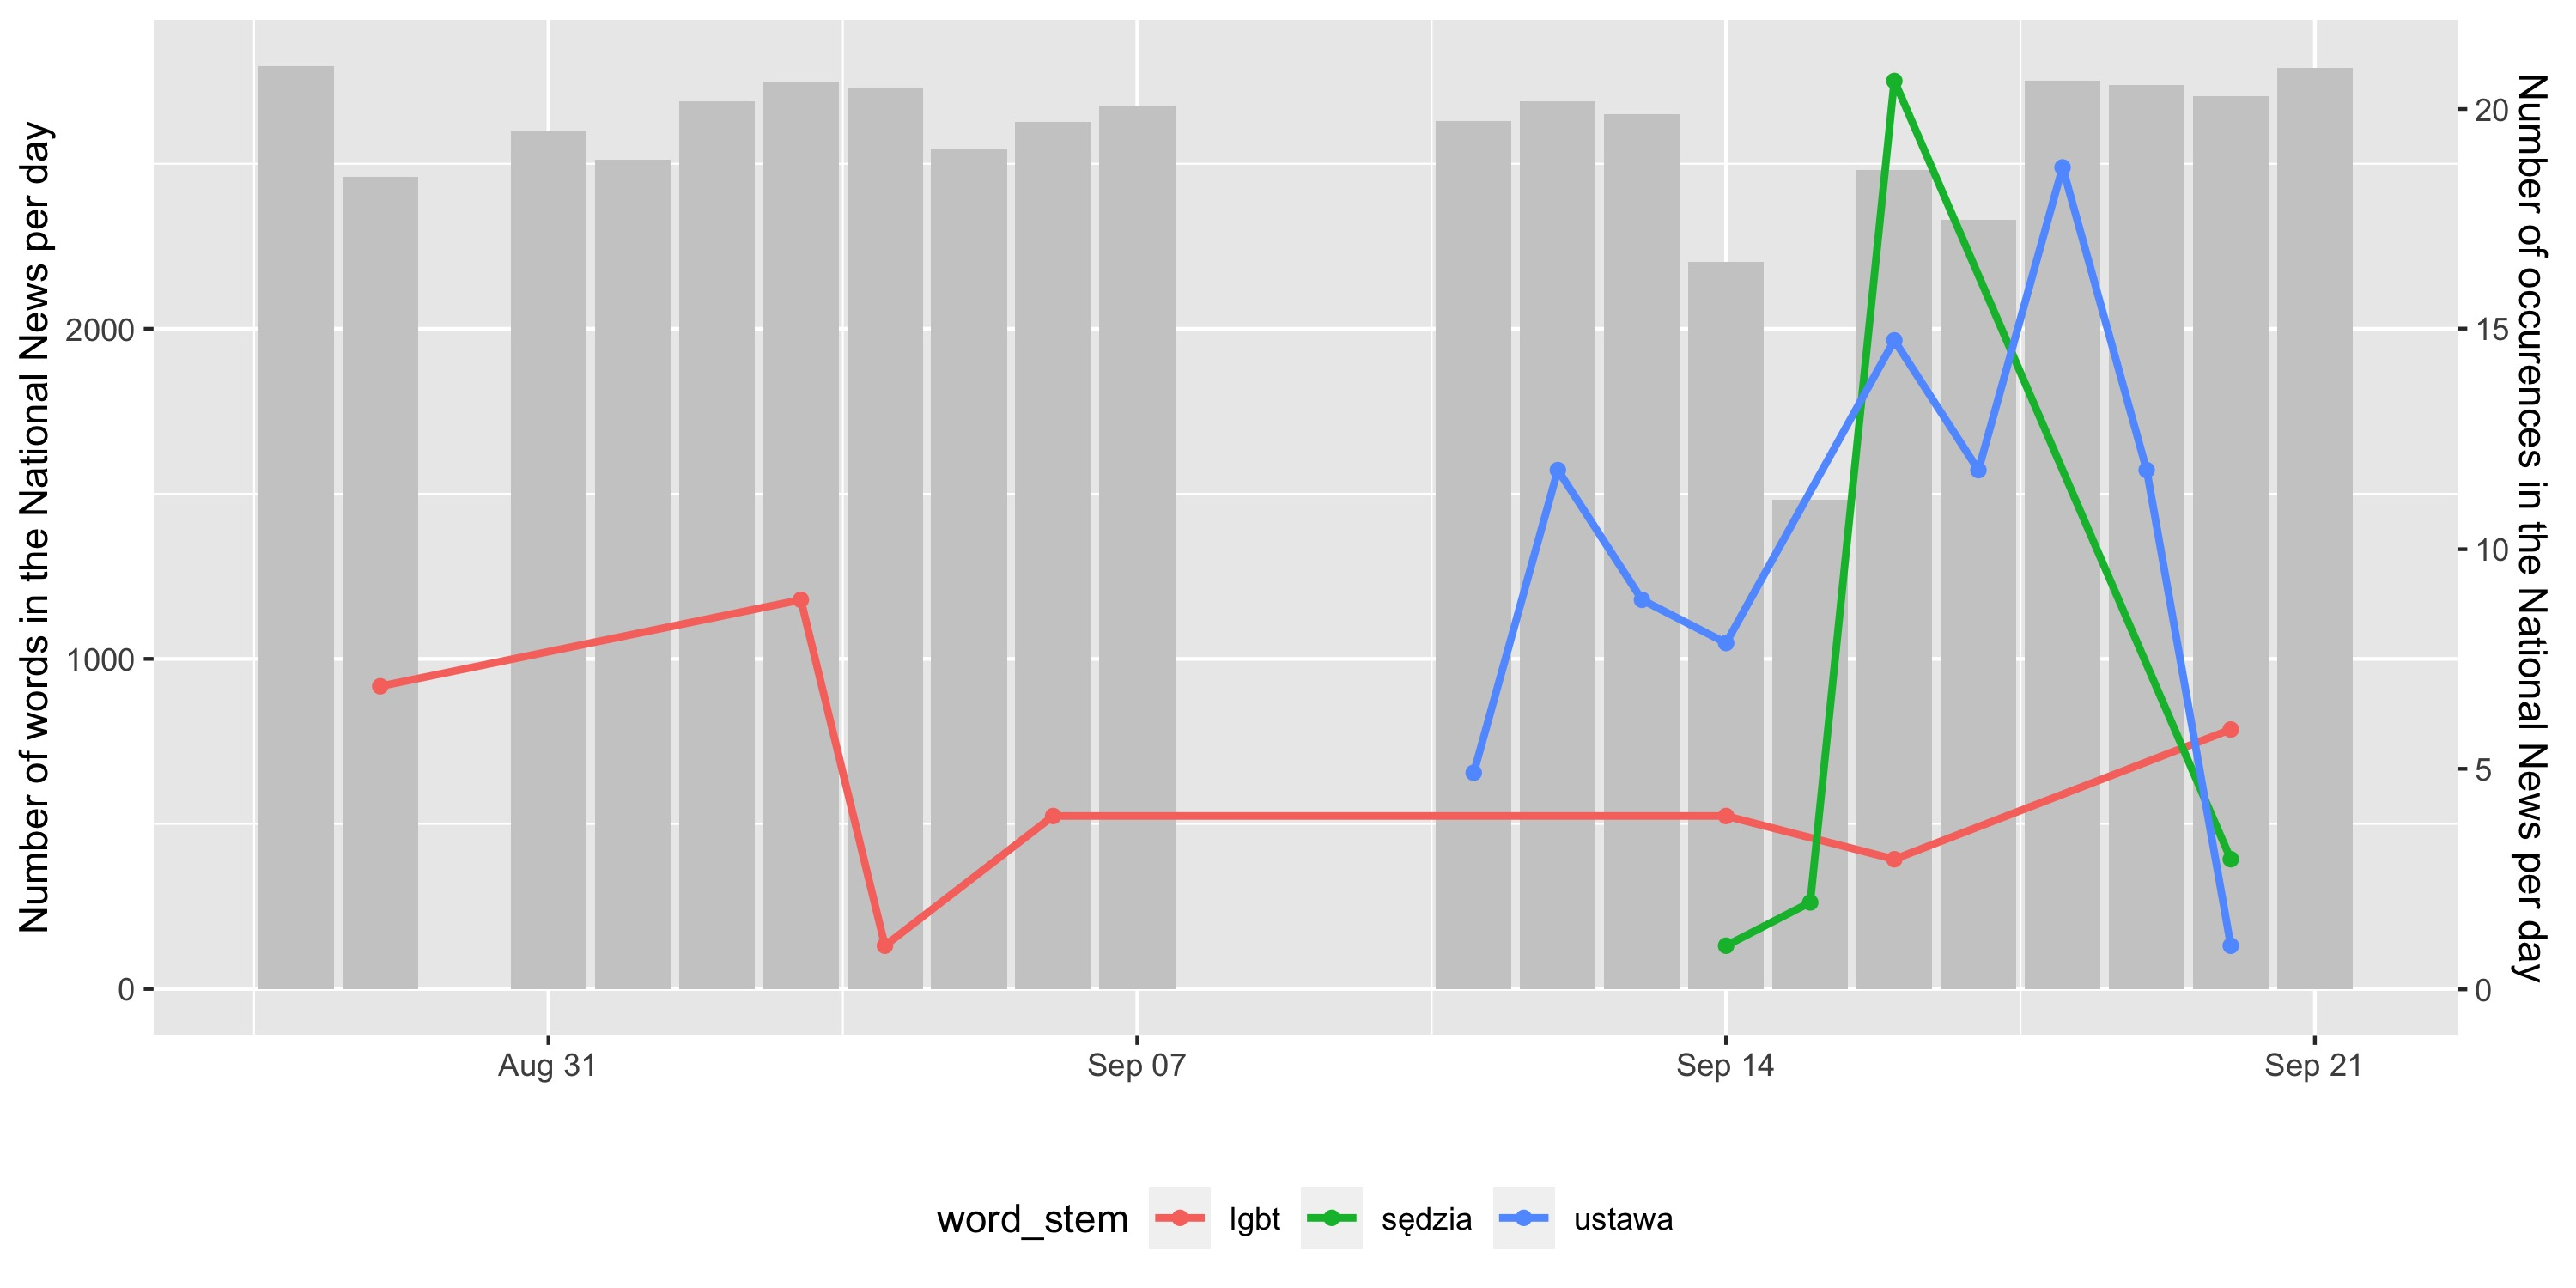 Number of words in the National News per day
2000
1000
0
20
15
10
5
0
Number of occurences in the National News per day
Aug 31
Sep 07
Sep 14
Sep 21
word_stem
lgbt
sędzia
ustawa